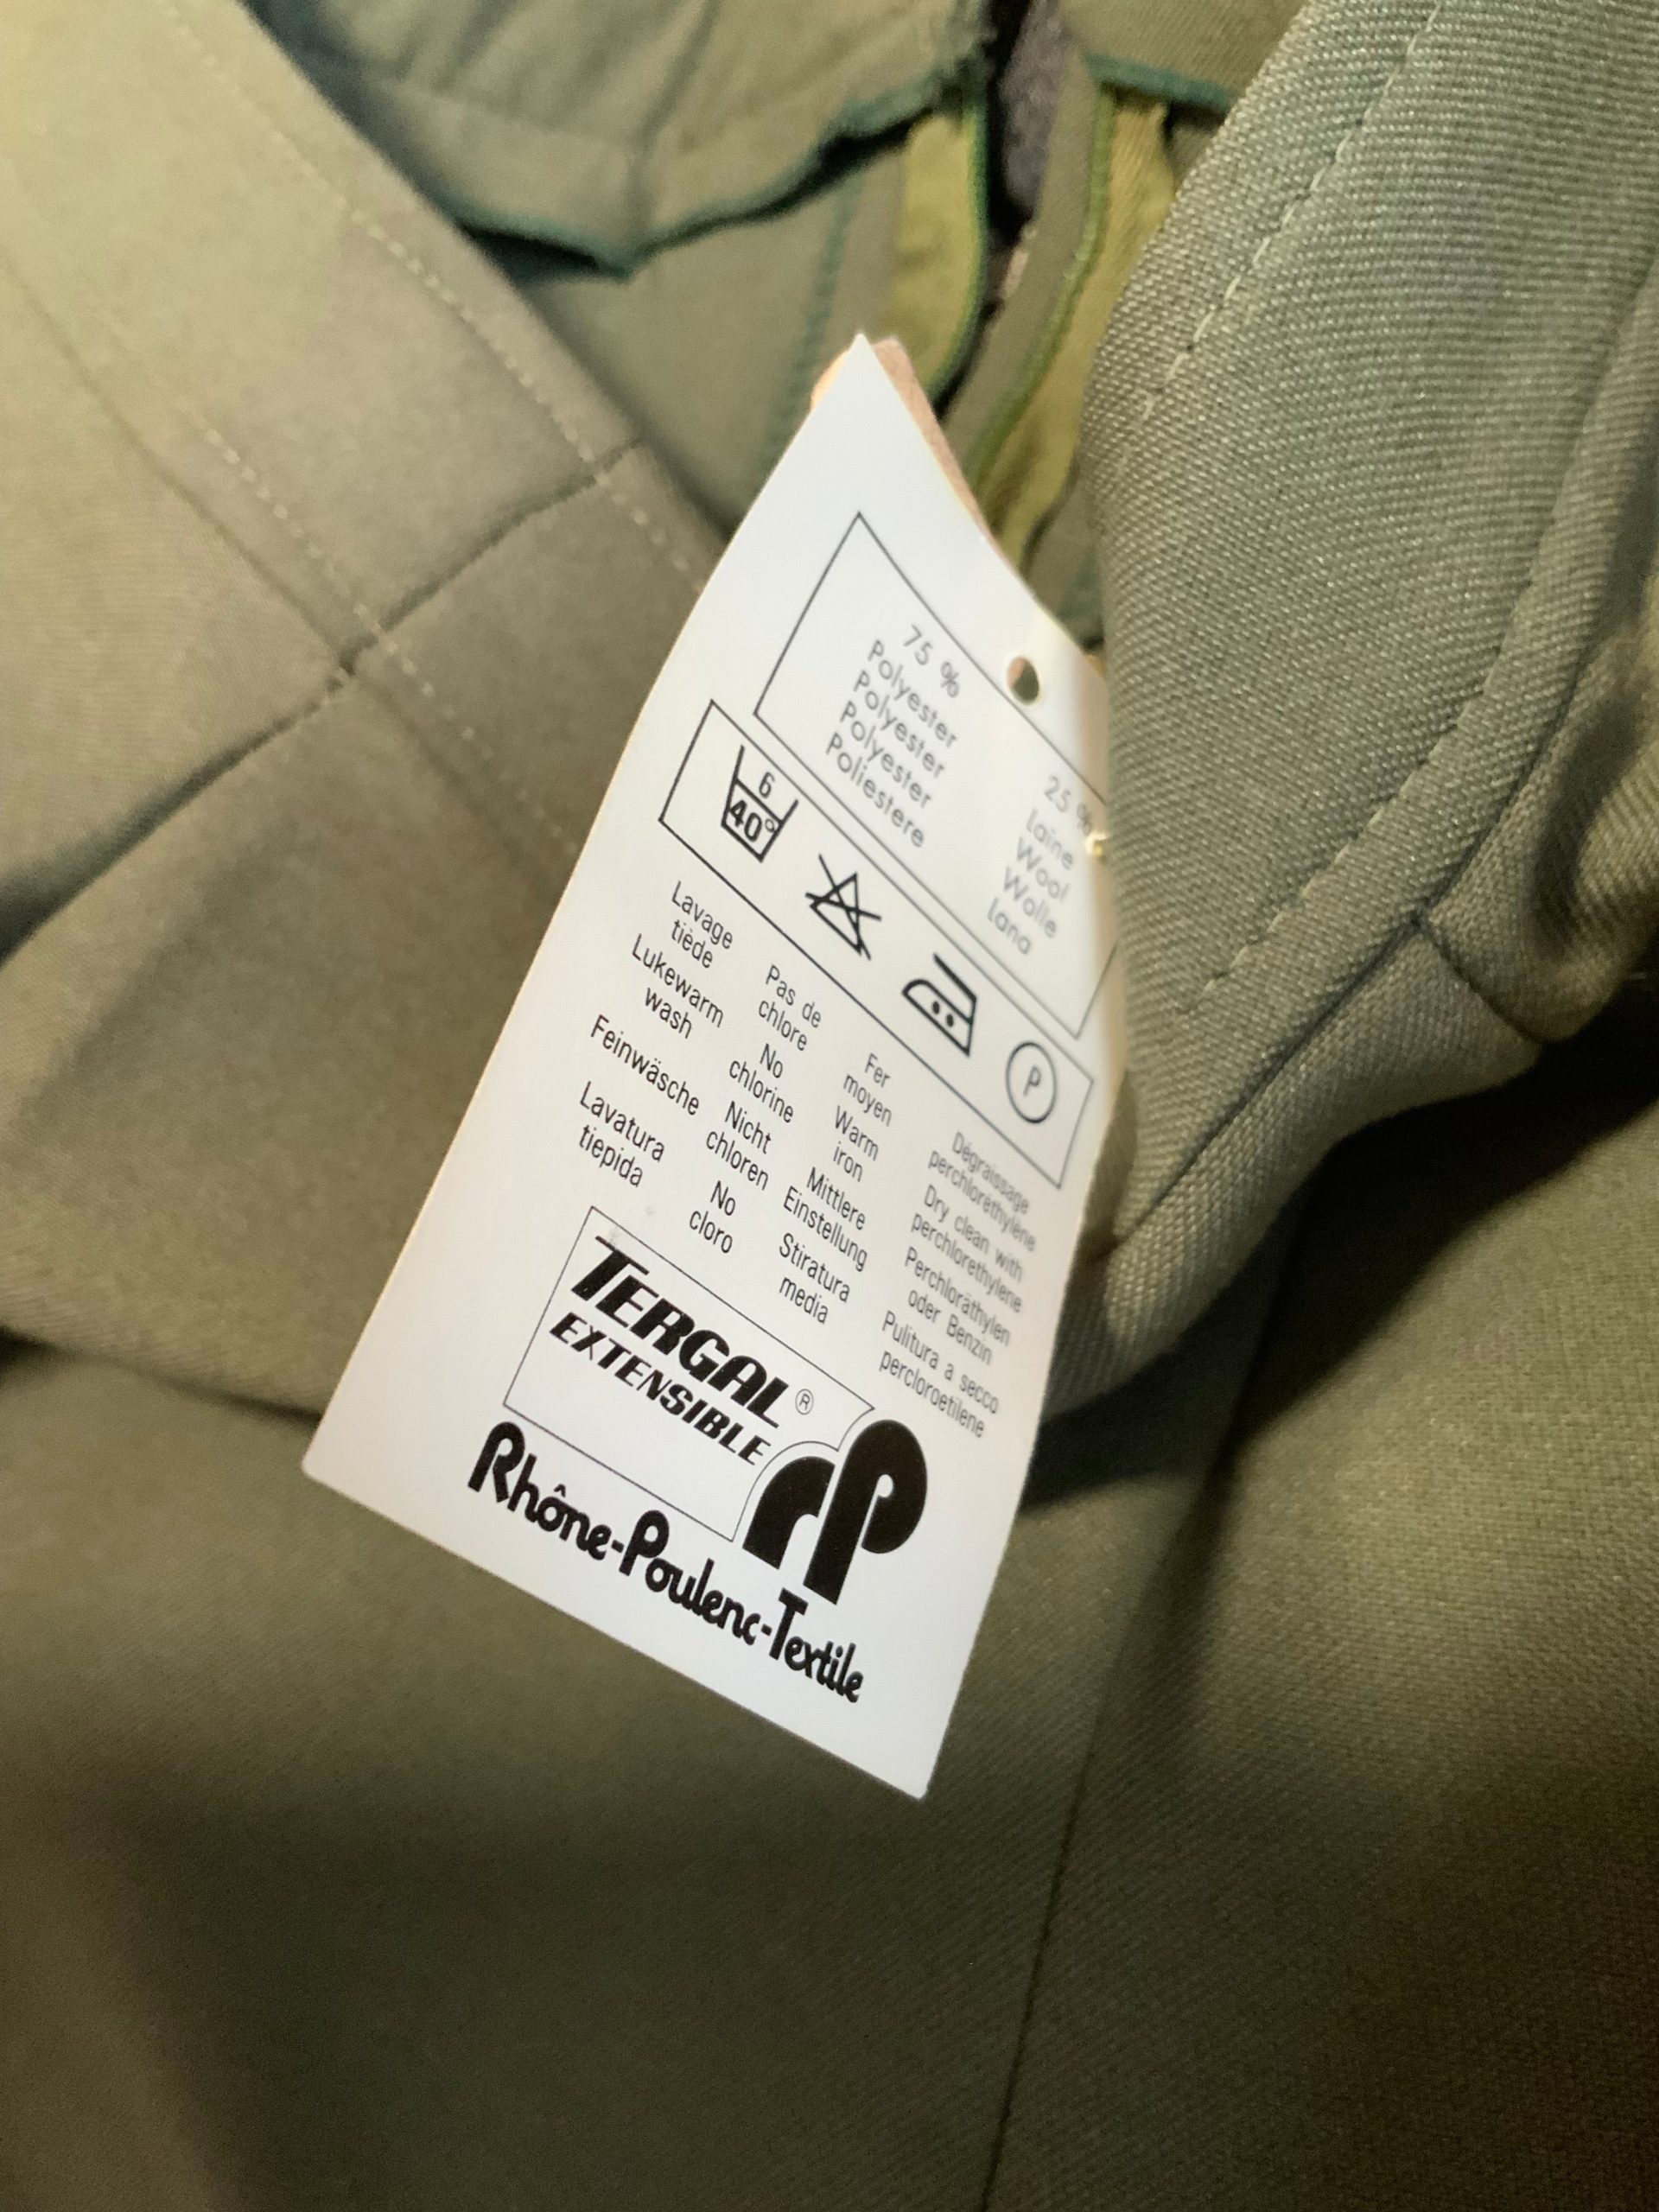 75 %
Polyester
Polyester
Polyester
Poliestere
25 %
Laine
Wool
Wolle
Lana
6
40°
P
Lavage
tiède
Lukewarm
wash
Feinwäsche
Lavatura
tiepida
Pas de
chlore
No
chlorine
Nicht
chloren
No
cloro
Fer
moyen
Warm
iron
Mittlere
Einstellung
Stiratura
media
Dégraissage
perchloréthylène
Dry clean with
perchlorethylene
Perchloräthylen
oder Benzin
Pulitura a secco
percloroetilene
TERGAL®
EXTENSIBLE
rP
Rhône-Poulenc-Textile